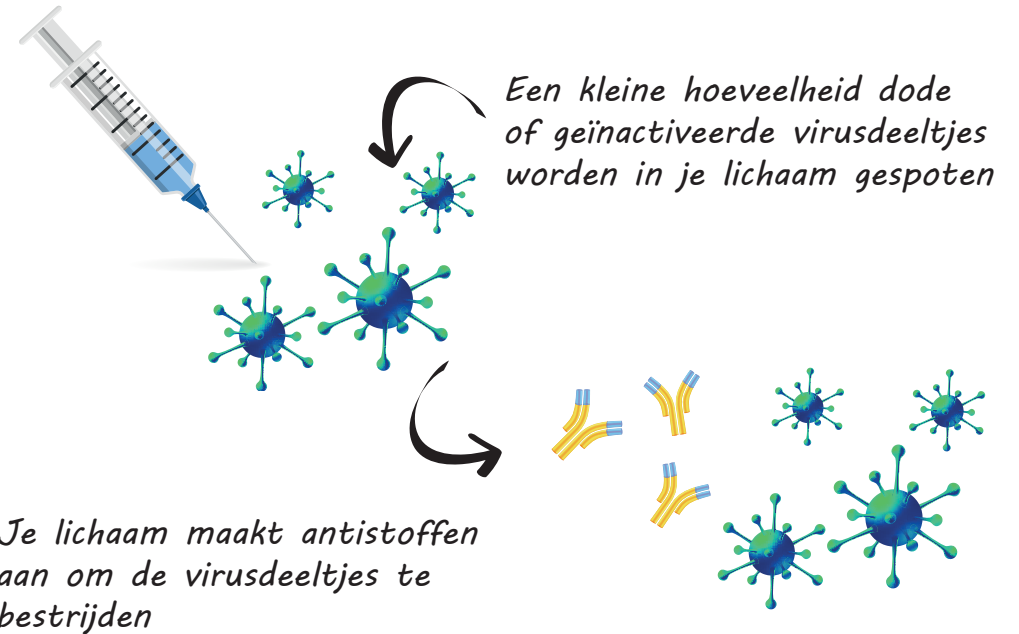 Een kleine hoeveelheid dode
of geïnactiveerde virusdeeltjes
worden in je lichaam gespoten
Je lichaam maakt antistoffen
aan om de virusdeeltjes te
bestrijden